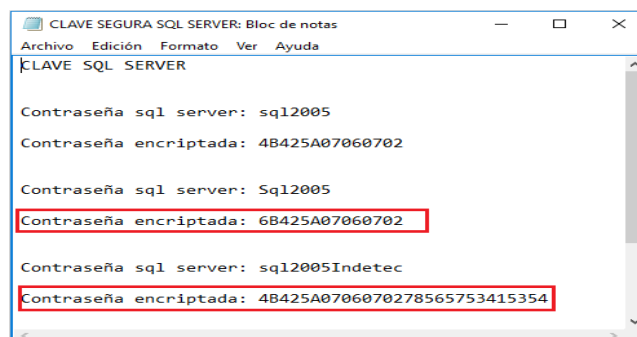 CLAVE SEGURA SQL SERVER: Bloc de notas
Archivo Edición Formato Ver Ayuda
CLAVE SQL SERVER
Contraseña sql server: sql2005
Contraseña encriptada: 4B425A07060702
Contraseña sql server: Sql2005
Contraseña encriptada: 6B425A07060702
Contraseña sql server: sql2005Indetec
Contraseña encriptada: 4B425A0706070278565753415354